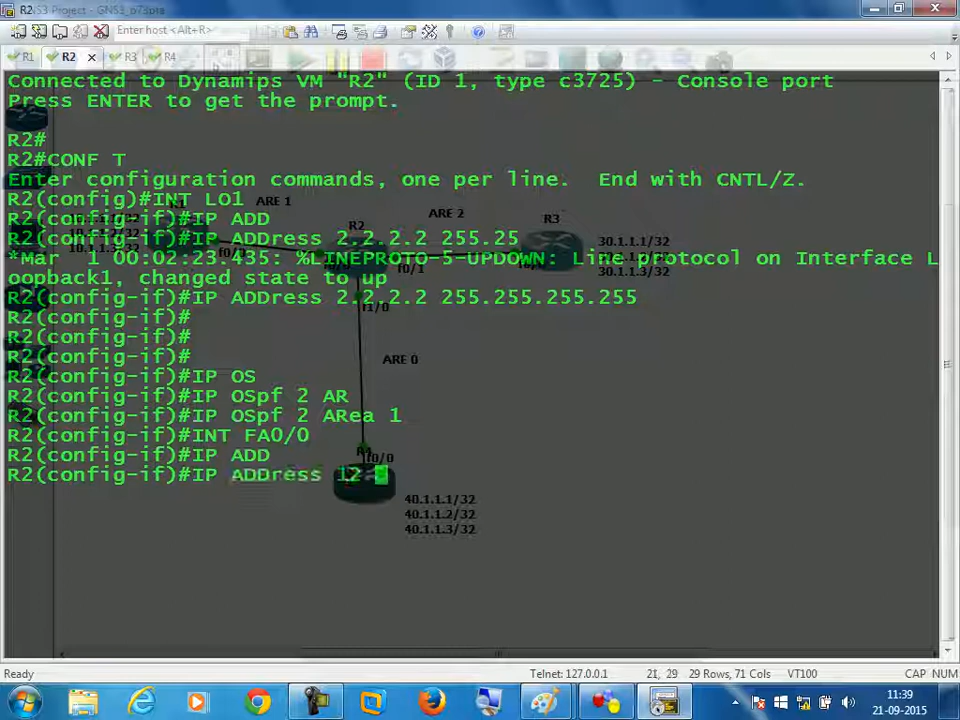 R2
Enter host <Alt+R>
R1
R2
R3
R4
Connected to Dynamips VM "R2" (ID 1, type c3725) - Console port
Press ENTER to get the prompt.
R2#
R2#CONF T
Enter configuration commands, one per line.  End with CNTL/Z.
R2(config)#INT LO1
R2(config-if)#IP ADD
R2(config-if)#IP ADDress 2.2.2.2 255.25
*Mar  1 00:02:23.435: %LINEPROTO-5-UPDOWN: Line protocol on Interface L
oopback1, changed state to up
R2(config-if)#IP ADDress 2.2.2.2 255.255.255.255
R2(config-if)#
R2(config-if)#
R2(config-if)#
R2(config-if)#IP OS
R2(config-if)#IP OSpf 2 AR
R2(config-if)#IP OSpf 2 ARea 1
R2(config-if)#INT FA0/0
R2(config-if)#IP ADD
R2(config-if)#IP ADDress 12.
ARE 1
ARE 2
R2
R3
30.1.1.1/32
30.1.1.3/32
f0/1
f1/0
ARE 0
f0/0
40.1.1.1/32
40.1.1.2/32
40.1.1.3/32
Ready
Telnet: 127.0.0.1
21, 29
29 Rows, 71 Cols
VT100
CAP NUM
11:39
21-09-2015